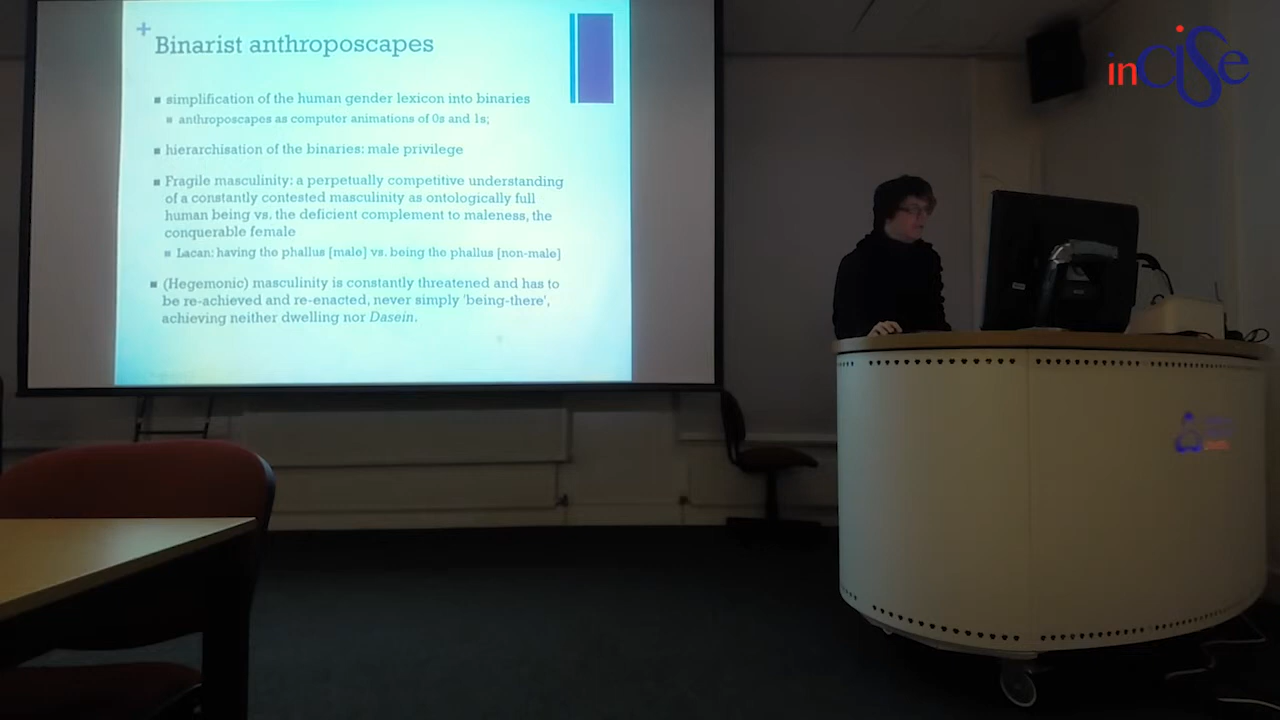 +
Binarist anthroposcapes
inCISe
▪ simplification of the human gender lexicon into binaries
▪ anthroposcapes as computer animations of 0s and 1s;
▪ hierarchisation of the binaries: male privilege
▪ Fragile masculinity: a perpetually competitive understanding
of a constantly contested masculinity as ontologically full
human being vs. the deficient complement to maleness, the
conquerable female
▪ Lacan: having the phallus [male] vs. being the phallus [non-male]
▪ (Hegemonic) masculinity is constantly threatened and has to
be re-achieved and re-enacted, never simply 'being-there',
achieving neither dwelling nor Dasein.